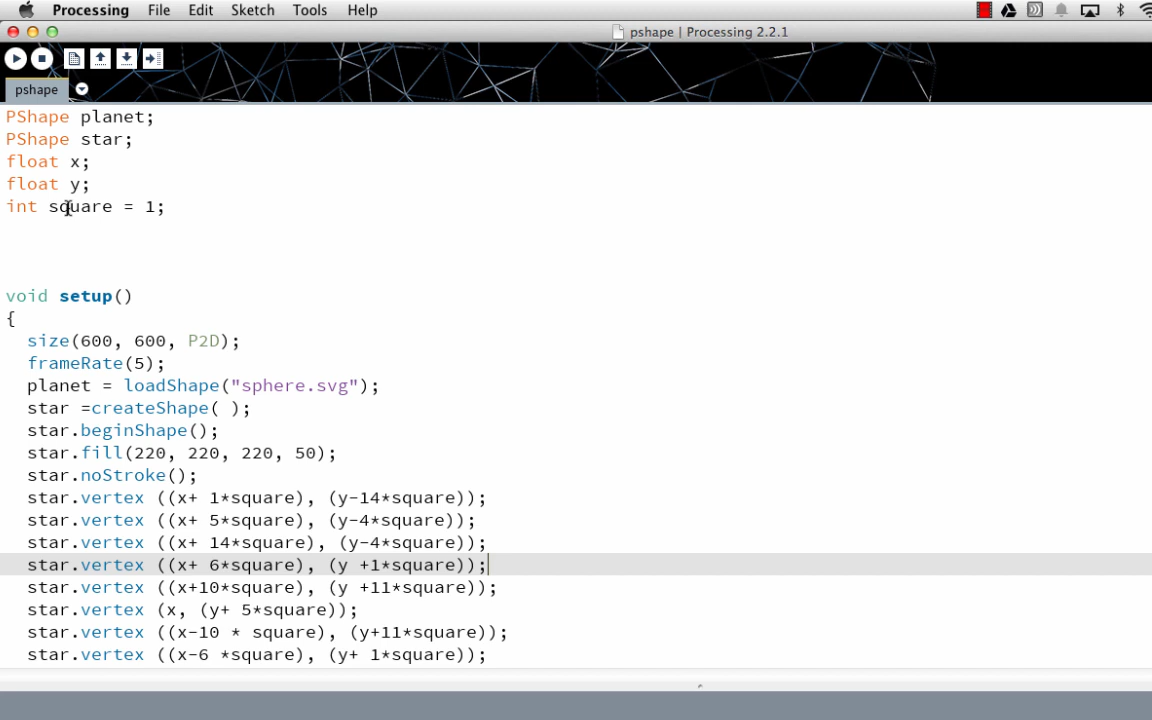 Processing File Edit Sketch Tools Help
pshape | Processing 2.2.1
pshape
PShape planet;
PShape star;
float x;
float y;
int square = 1;
void setup()
{
size(600, 600, P2D);
frameRate(5);
planet = loadShape("sphere.svg");
star =createShape( );
star.beginShape();
star.fill(220, 220, 220, 50);
star.noStroke();
star.vertex ((x+ 1*square), (y-14*square));
star.vertex ((x+ 5*square), (y-4*square));
star.vertex ((x+ 14*square), (y-4*square));
star.vertex ((x+ 6*square), (y +1*square));
star.vertex ((x+10*square), (y +11*square));
star.vertex (x, (y+ 5*square));
star.vertex ((x-10 * square), (y+11*square));
star.vertex ((x-6 *square), (y+ 1*square));